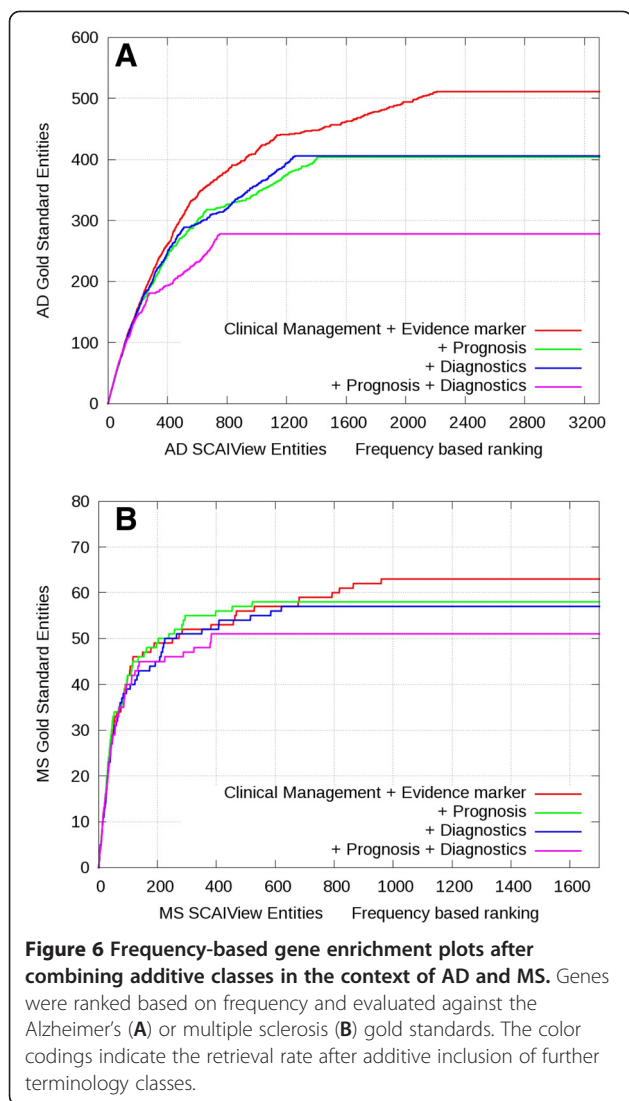 A
600
500
400
300
200
100
0
AD Gold Standard Entities
Clinical Management + Evidence marker
+ Prognosis
+ Diagnostics
+ Prognosis + Diagnostics
0 400 800 1200 1600 2000 2400 2800 3200
AD SCAIView Entities Frequency based ranking
B
80
70
60
50
40
30
20
10
0
MS Gold Standard Entities
Clinical Management + Evidence marker
+ Prognosis
+ Diagnostics
+ Prognosis + Diagnostics
0 200 400 600 800 1000 1200 1400 1600
MS SCAIView Entities Frequency based ranking
Figure 6 Frequency-based gene enrichment plots after
combining additive classes in the context of AD and MS. Genes
were ranked based on frequency and evaluated against the
Alzheimer's (A) or multiple sclerosis (B) gold standards. The color
codings indicate the retrieval rate after additive inclusion of further
terminology classes.